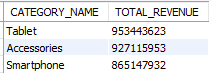 CATEGORY_NAME TOTAL_REVENUE
Tablet 953443623
Accessories 927115953
Smartphone 865147932